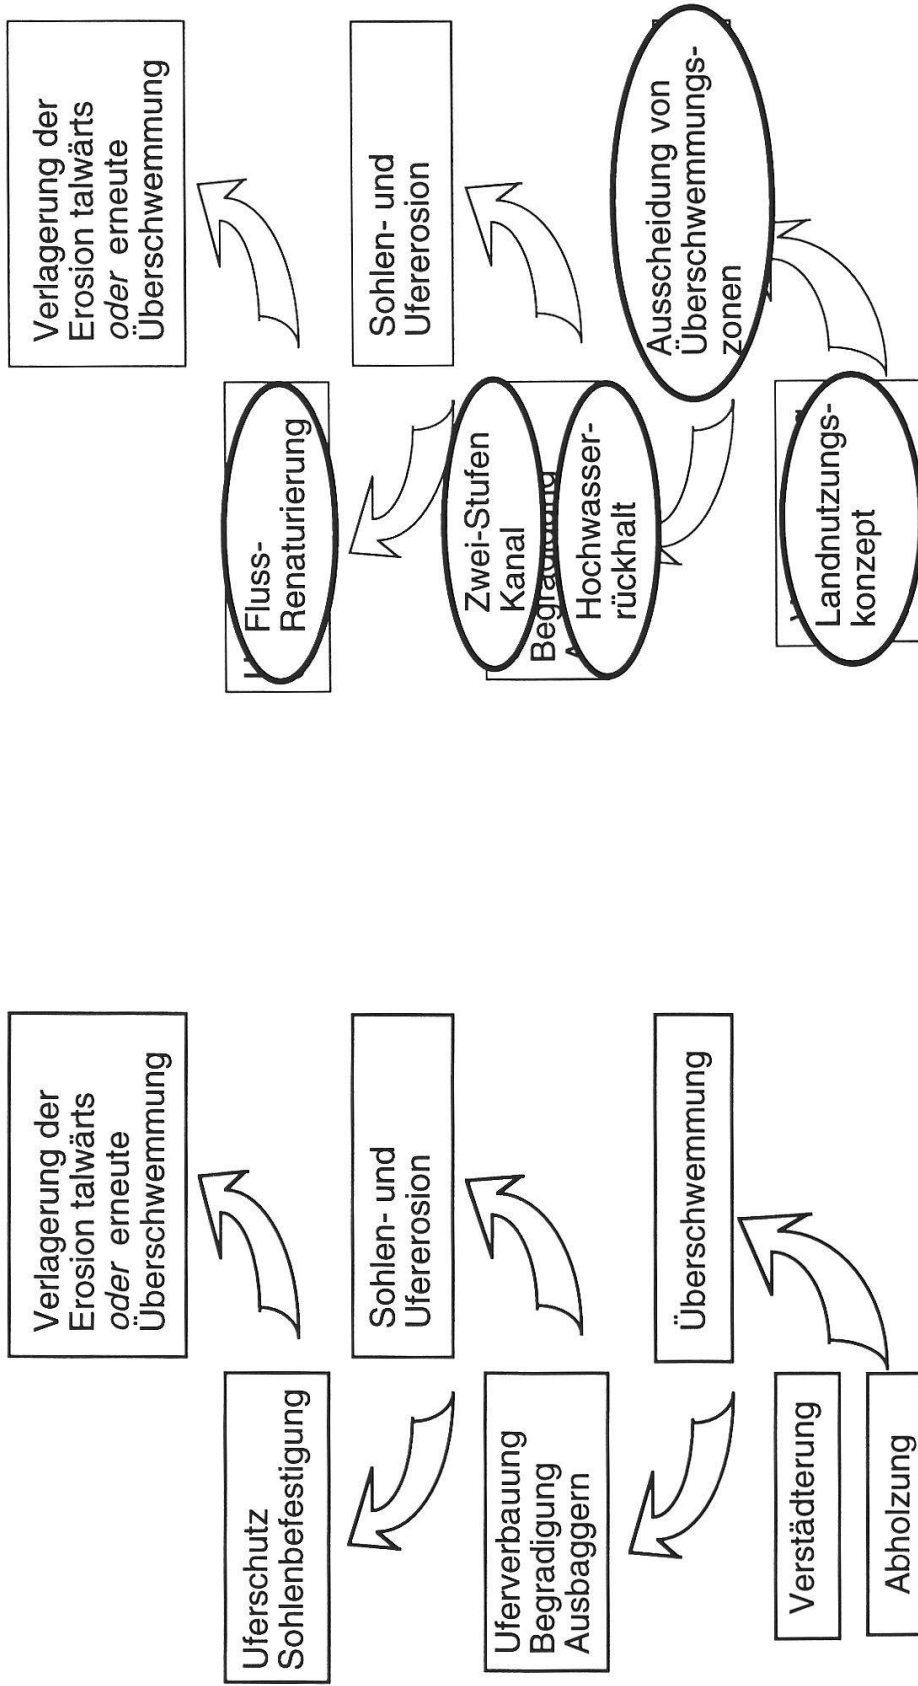 Verlagerung der
Erosion talwärts
oder erneute
Überschwemmung
Uferschutz
Sohlenbefestigung
Sohlen- und
Ufererosion
Uferverbauung
Begradigung
Ausbaggern
Überschwemmung
Verstädterung
Abholzung
Verlagerung der
Erosion talwärts
oder erneute
Überschwemmung
Fluss-
Renaturierung
Sohlen- und
Ufererosion
Zwei-Stufen
Kanal
Begradigung
Hochwasser-
rückhalt
Ausscheidung von
Überschwemmungs-
zonen
Landnutzungs-
konzept